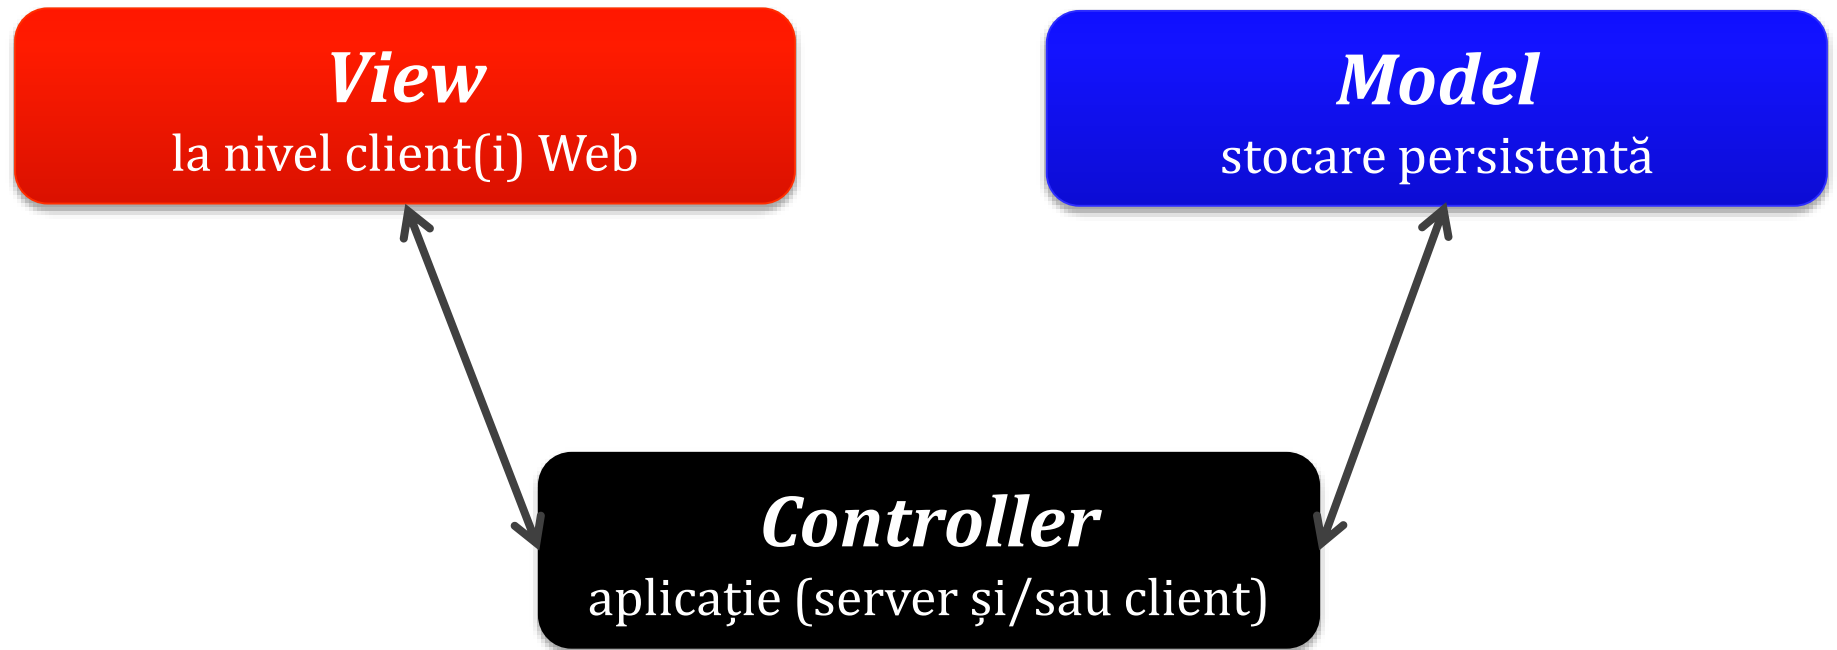 View
la nivel client(i) Web
Model
stocare persistentă
Controller
aplicație (server și/sau client)